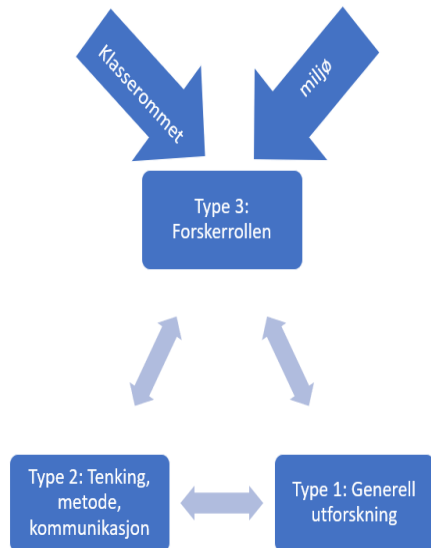 Klasserommet
miljø
Type 3:
Forskerrollen
Type 2: Tenking,
metode,
kommunikasjon
Type 1: Generell
utforskning